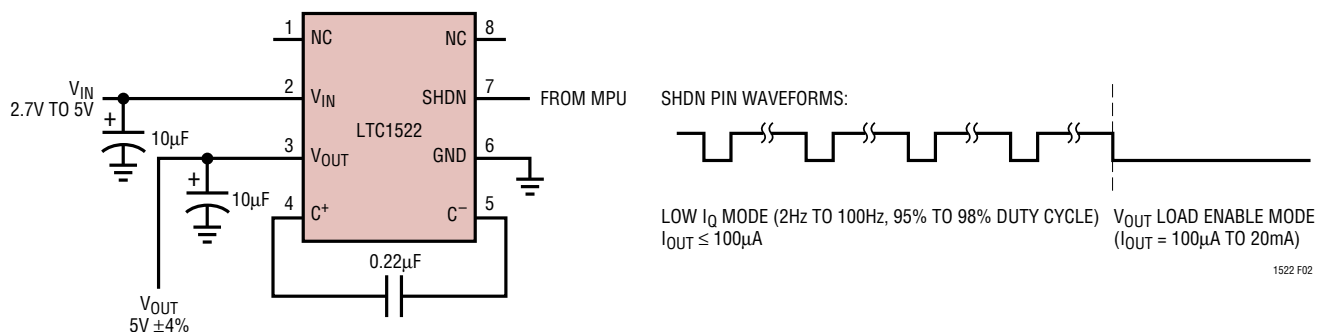 1
NC
NC
8
V_IN
2.7V TO 5V
2
V_IN
SHDN
7
FROM MPU
LTC1522
+
10µF
3
V_OUT
GND
6
+
10µF
4
C+
C–
5
0.22µF
V_OUT
5V ±4%
SHDN PIN WAVEFORMS:
LOW I_Q MODE (2Hz TO 100Hz, 95% TO 98% DUTY CYCLE)
I_OUT ≤ 100µA
V_OUT LOAD ENABLE MODE
(I_OUT = 100µA TO 20mA)
1522 F02